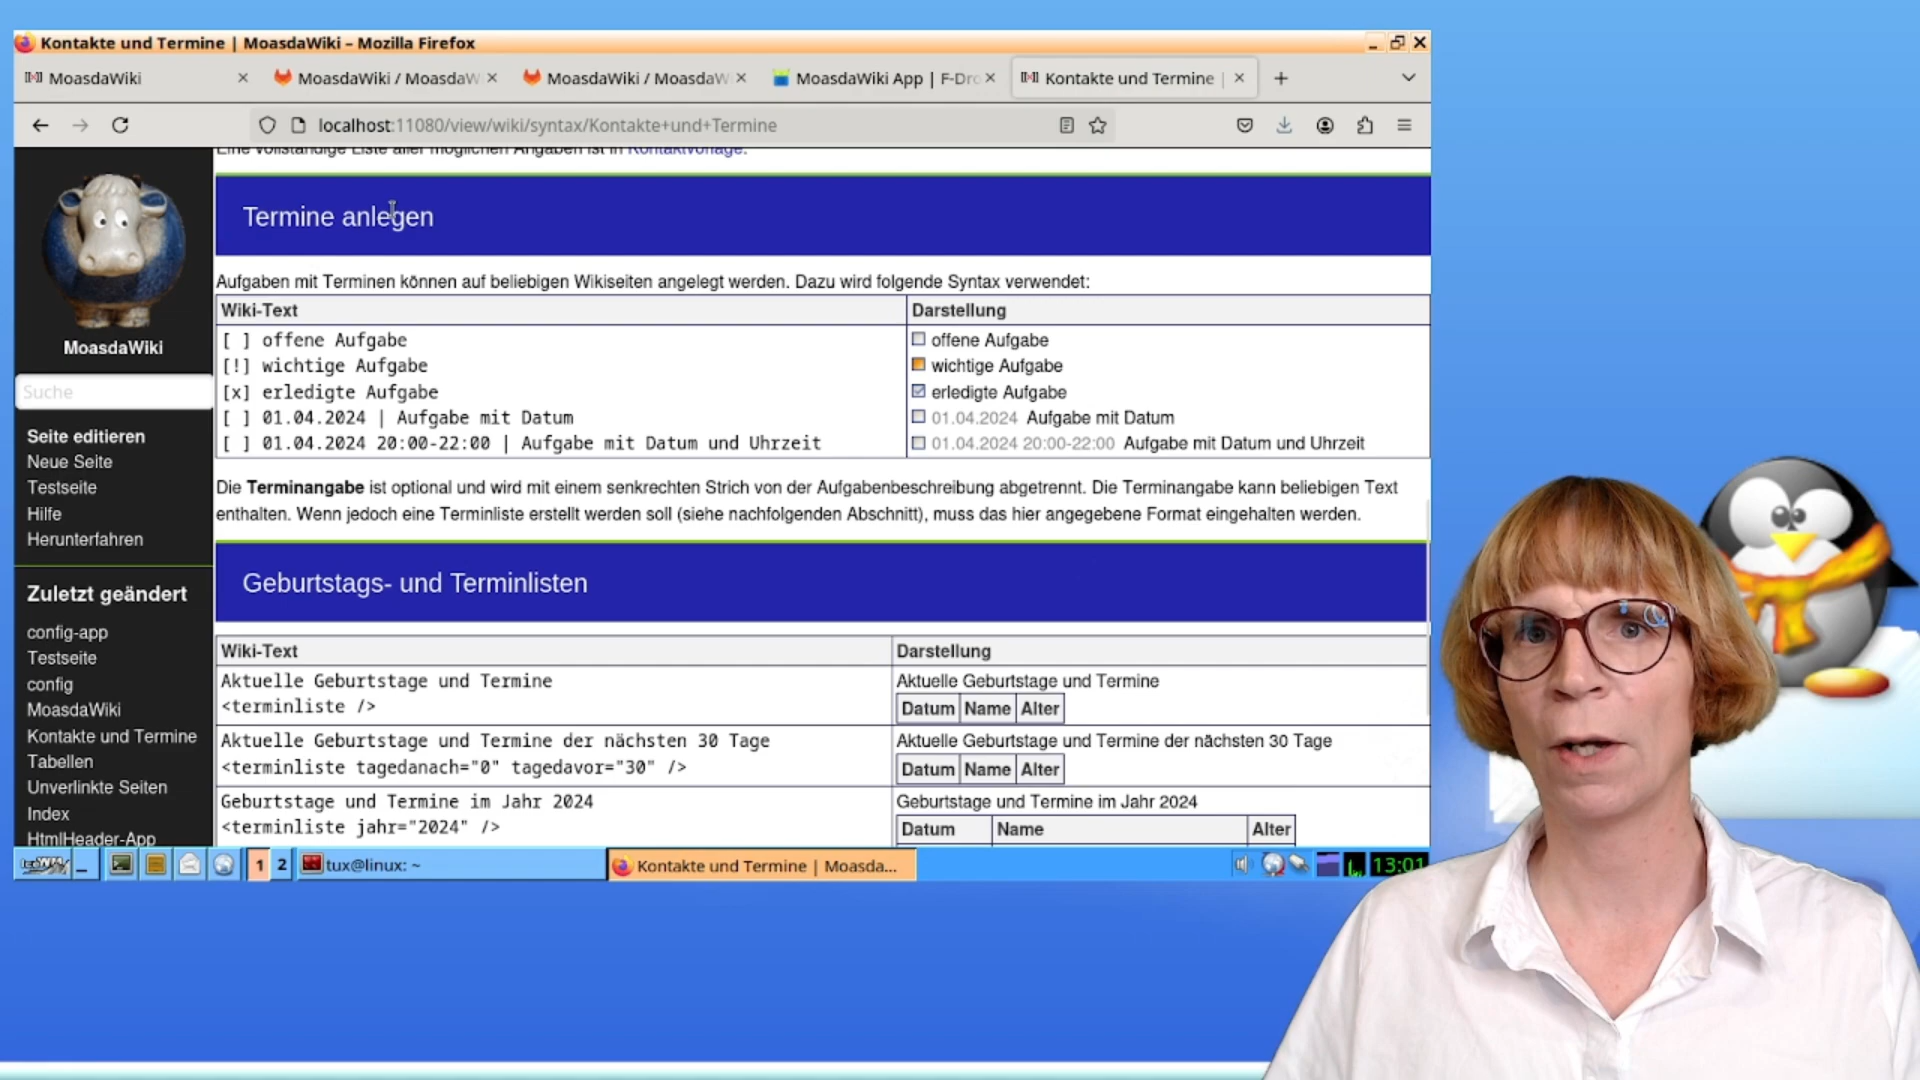 Kontakte und Termine | MoasdaWiki – Mozilla Firefox
MoasdaWiki
MoasdaWiki / MoasdaW
MoasdaWiki / MoasdaW
MoasdaWiki App | F-Dro
Kontakte und Termine |
localhost:11080/view/wiki/syntax/Kontakte+und+Termine
Eine vollständige Liste aller möglichen Angaben ist in Kontaktvorlage.
MoasdaWiki
Suche
Seite editieren
Neue Seite
Testseite
Hilfe
Herunterfahren
Zuletzt geändert
config-app
Testseite
config
MoasdaWiki
Kontakte und Termine
Tabellen
Unverlinkte Seiten
Index
HtmlHeader-App
Termine anlegen
Aufgaben mit Terminen können auf beliebigen Wikiseiten angelegt werden. Dazu wird folgende Syntax verwendet:
Wiki-Text Darstellung
[ ] offene Aufgabe
[!] wichtige Aufgabe
[x] erledigte Aufgabe
[ ] 01.04.2024 | Aufgabe mit Datum
[ ] 01.04.2024 20:00-22:00 | Aufgabe mit Datum und Uhrzeit
offene Aufgabe
wichtige Aufgabe
erledigte Aufgabe
01.04.2024 Aufgabe mit Datum
01.04.2024 20:00-22:00 Aufgabe mit Datum und Uhrzeit
Die Terminangabe ist optional und wird mit einem senkrechten Strich von der Aufgabenbeschreibung abgetrennt. Die Terminangabe kann beliebigen Text
enthalten. Wenn jedoch eine Terminliste erstellt werden soll (siehe nachfolgenden Abschnitt), muss das hier angegebene Format eingehalten werden.
Geburtstags- und Terminlisten
Wiki-Text Darstellung
Aktuelle Geburtstage und Termine
<terminliste />
Aktuelle Geburtstage und Termine
Datum Name Alter
Aktuelle Geburtstage und Termine der nächsten 30 Tage
<terminliste tagedanach="0" tagedavor="30" />
Aktuelle Geburtstage und Termine der nächsten 30 Tage
Datum Name Alter
Geburtstage und Termine im Jahr 2024
<terminliste jahr="2024" />
Geburtstage und Termine im Jahr 2024
Datum Name Alter
1 2
tux@linux: ~
Kontakte und Termine | Moasda...
13:01